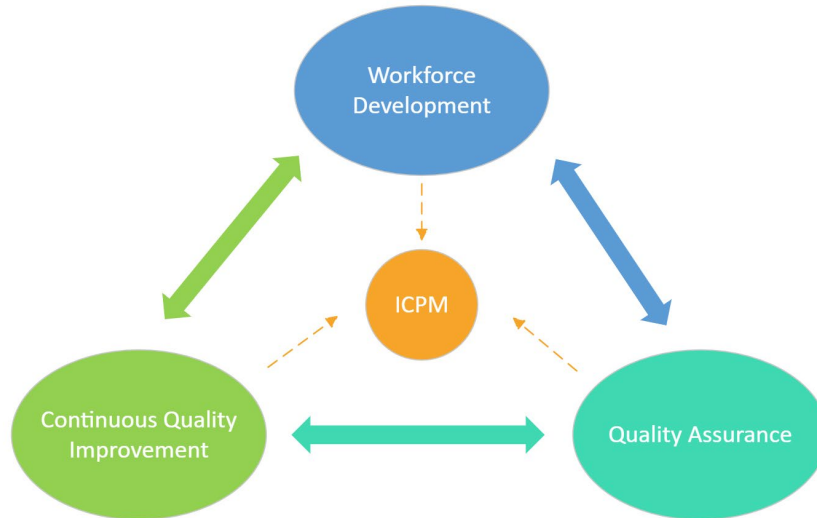 Workforce
Development
ICPM
Continuous Quality
Improvement
Quality Assurance